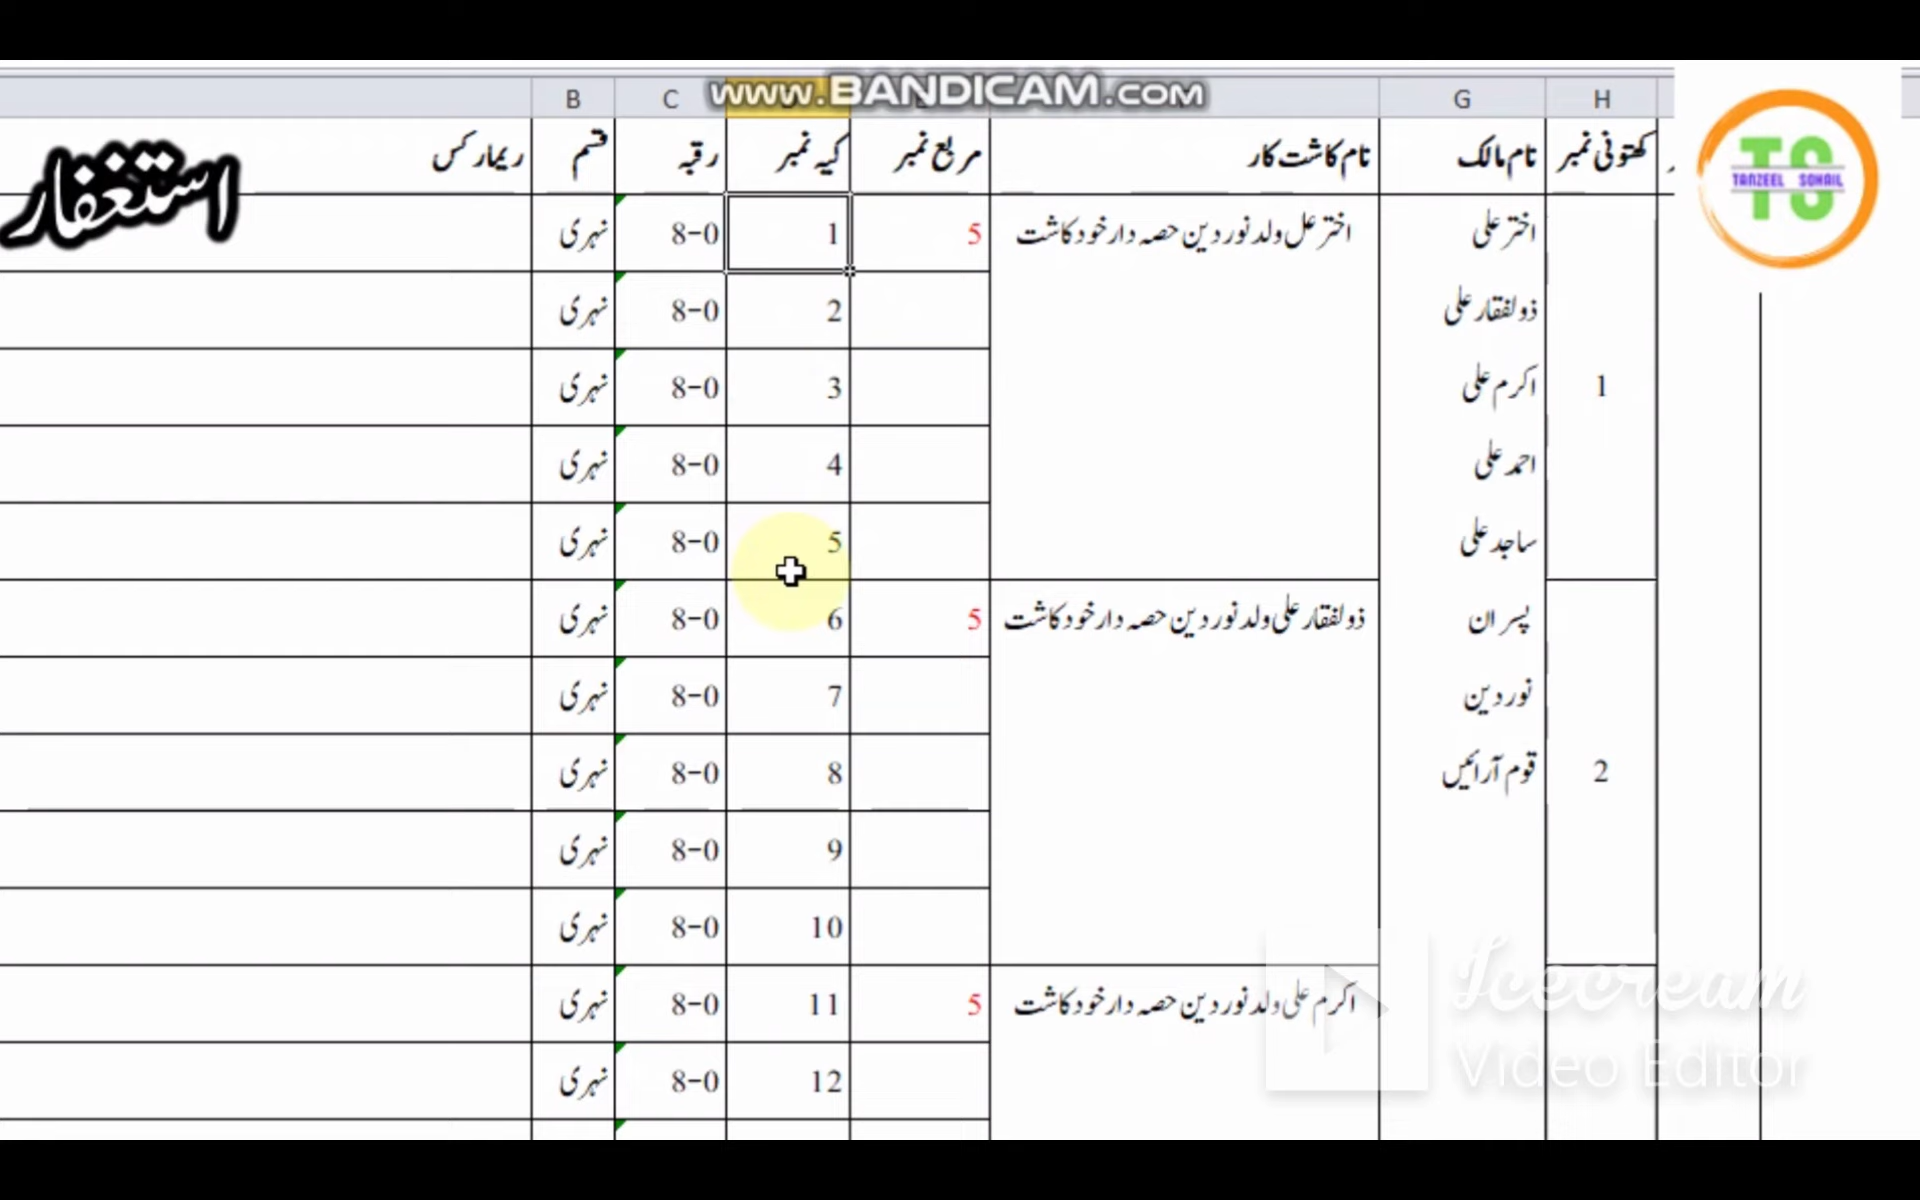 www.BANDICAM.com
B C G H
TS
TANZEEL SOHAIL
استغفار
کھتونی نمبر نام مالک نام کاشت کار مربع نمبر کیہ نمبر رقبہ قسم ریمارکس
اختر علی اختر عل ولد نور دین حصہ دار خود کاشت 5 1 8-0 نہری
ذولفقار علی 2 8-0 نہری
1 اکرم علی 3 8-0 نہری
احمد علی 4 8-0 نہری
ساجد علی 5 8-0 نہری
پسران ذولفقار علی ولد نور دین حصہ دار خود کاشت 5 6 8-0 نہری
نور دین 7 8-0 نہری
2 قوم آرائیں 8 8-0 نہری
9 8-0 نہری
10 8-0 نہری
اکرم علی ولد نور دین حصہ دار خود کاشت 5 11 8-0 نہری
12 8-0 نہری
Icecream
Video Editor